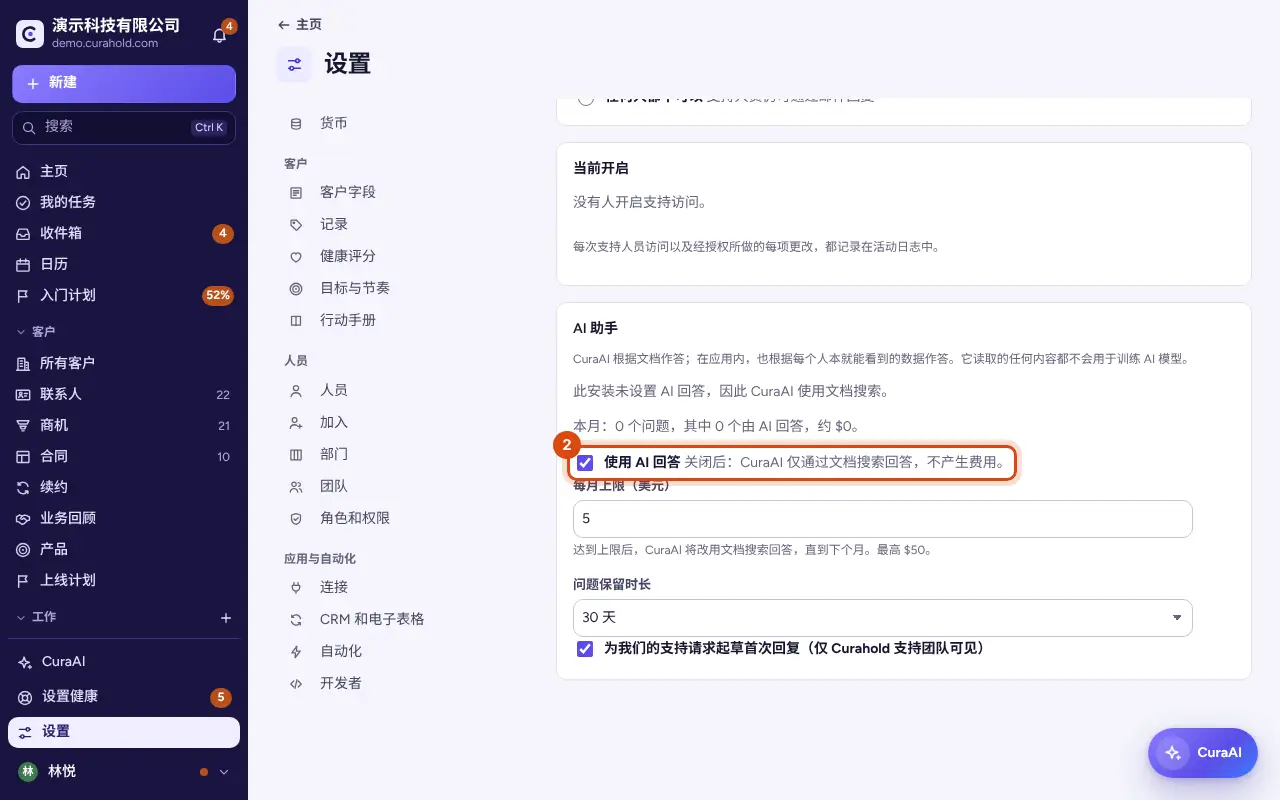 演示科技有限公司
demo.curahold.com
4
新建
搜索
Ctrl K
主页
我的任务
收件箱
4
日历
入门计划
52%
客户
所有客户
联系人
22
商机
21
合同
10
续约
业务回顾
产品
上线计划
工作
CuraAI
设置健康
5
设置
林
林悦
主页
设置
货币
客户
客户字段
记录
健康评分
目标与节奏
行动手册
人员
人员
加入
部门
团队
角色和权限
应用与自动化
连接
CRM 和电子表格
自动化
开发者
当前开启
没有人开启支持访问。
每次支持人员访问以及经授权所做的每项更改，都记录在活动日志中。
AI 助手
CuraAI 根据文档作答；在应用内，也根据每个人本就能看到的数据作答。它读取的任何内容都不会用于训练 AI 模型。
此安装未设置 AI 回答，因此 CuraAI 使用文档搜索。
本月：0 个问题，其中 0 个由 AI 回答，约 $0。
2
使用 AI 回答 关闭后：CuraAI 仅通过文档搜索回答，不产生费用。
每月上限（美元）
5
达到上限后，CuraAI 将改用文档搜索回答，直到下个月。最高 $50。
问题保留时长
30 天
为我们的支持请求起草首次回复（仅 Curahold 支持团队可见）
CuraAI